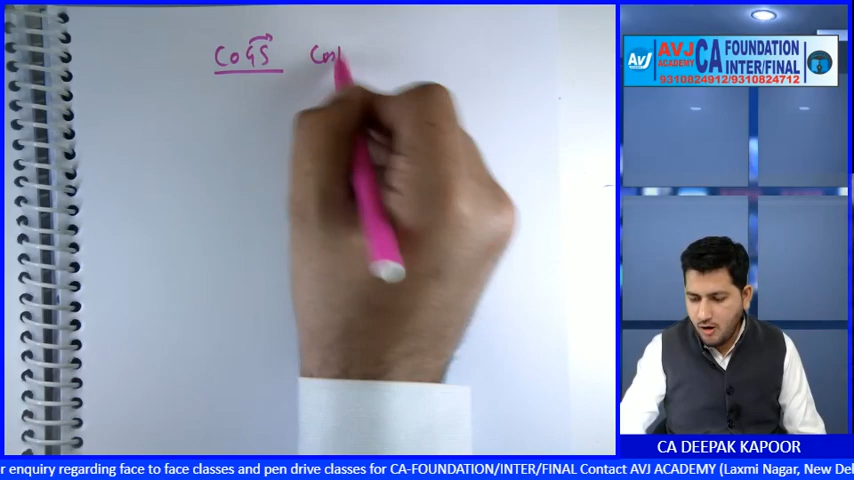 CoGS Cost
AVJ
AVJ
ACADEMY
CA
FOUNDATION
INTER/FINAL
9310824912/9310824712
CA DEEPAK KAPOOR
r enquiry regarding face to face classes and pen drive classes for CA-FOUNDATION/INTER/FINAL Contact AVJ ACADEMY (Laxmi Nagar, New Del